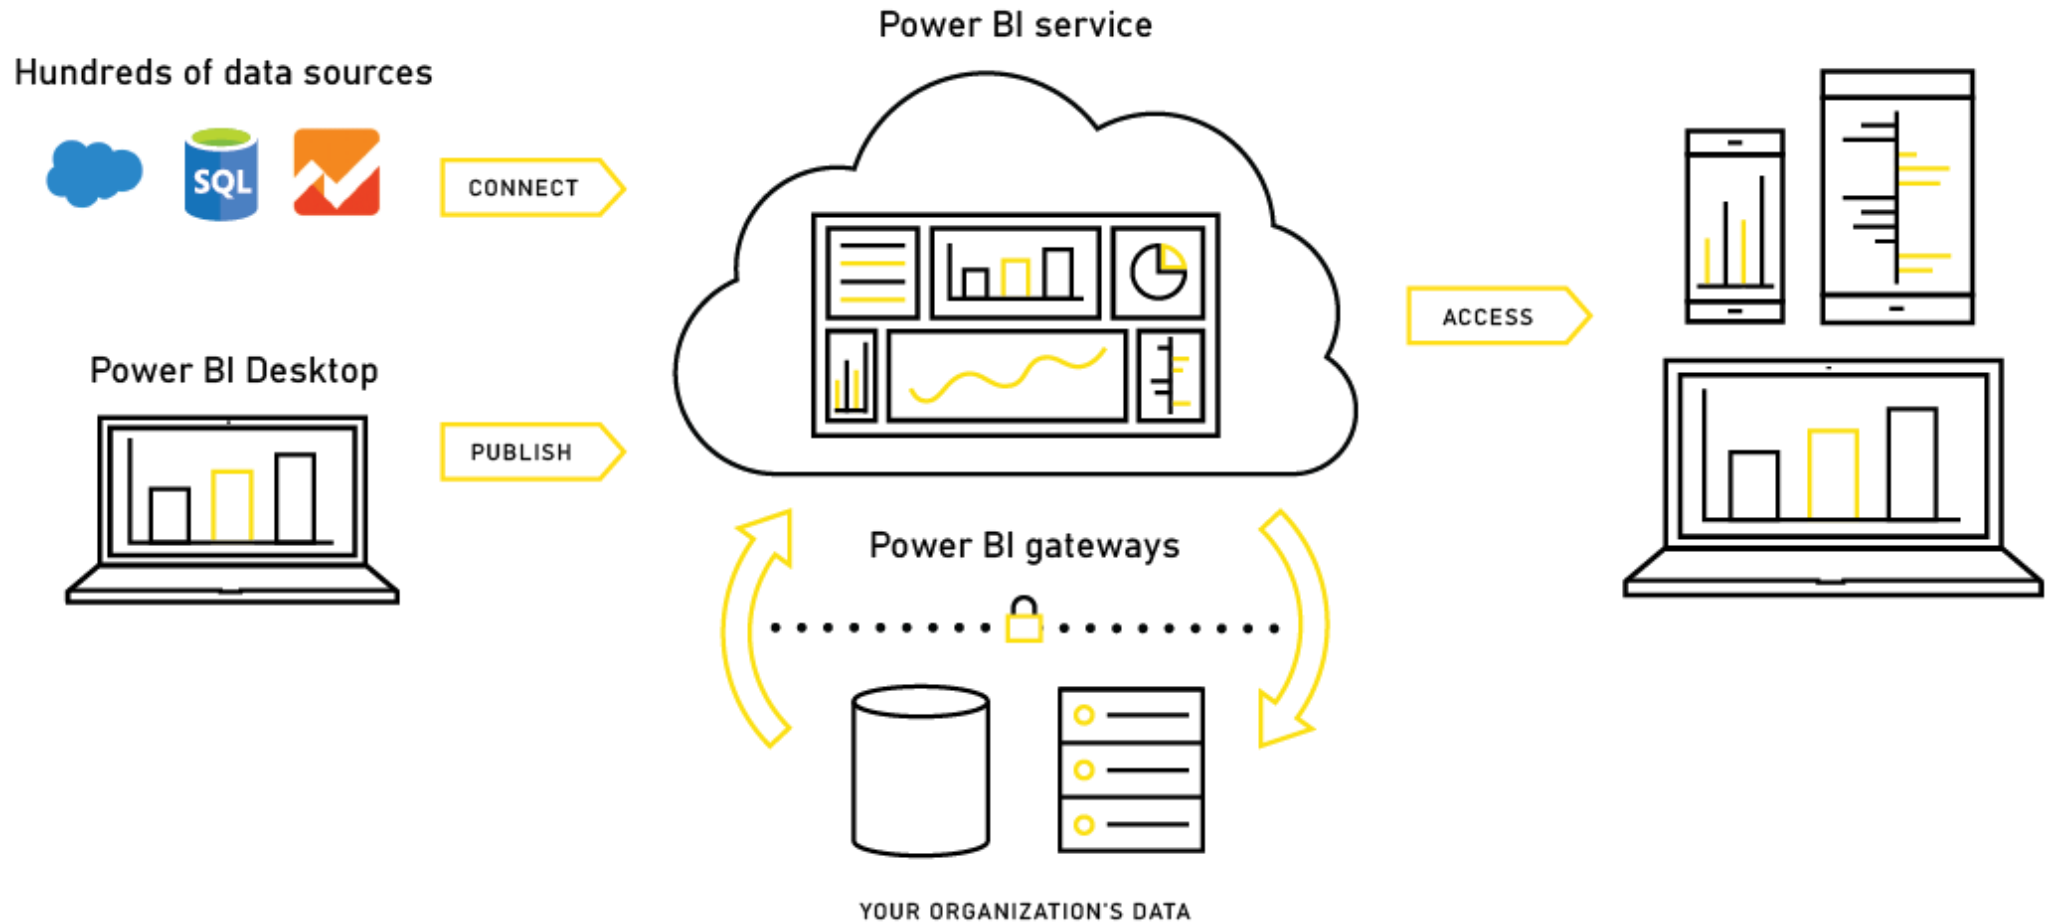 Power BI service
Hundreds of data sources
SQL
CONNECT
ACCESS
Power BI Desktop
PUBLISH
Power BI gateways
YOUR ORGANIZATION'S DATA